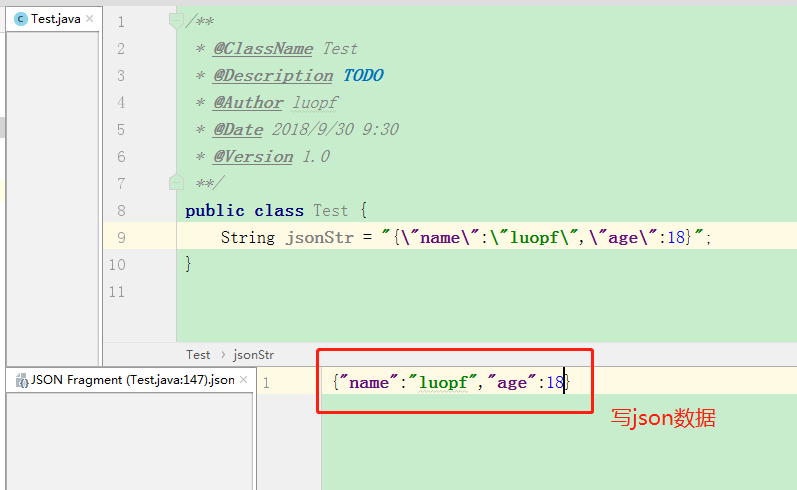 Test.java
1 /**
2 * @ClassName Test
3 * @Description TODO
4 * @Author luopf
5 * @Date 2018/9/30 9:30
6 * @Version 1.0
7 **/
8 public class Test {
9 String jsonStr = "{\"name\":\"luopf\",\"age\":18}";
10 }
11
Test › jsonStr
JSON Fragment (Test.java:147).json
1 {"name":"luopf","age":18}
写json数据